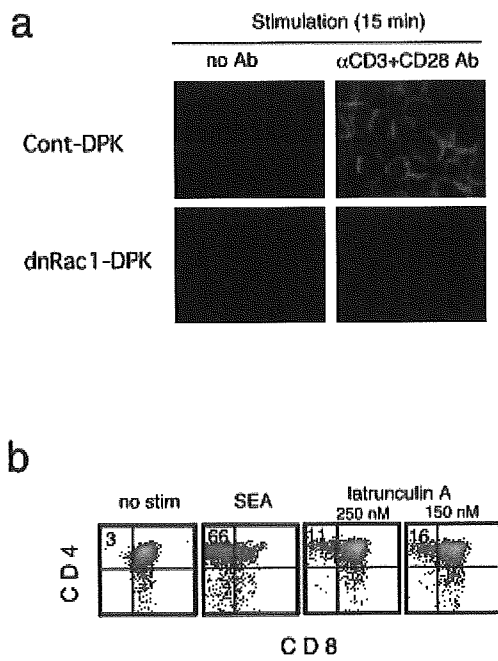 a
Stimulation (15 min)
no Ab
αCD3+CD28 Ab
Cont-DPK
dnRac1-DPK
b
no stim
SEA
latrunculin A
250 nM
150 nM
3
66
11
16
CD4
CD8